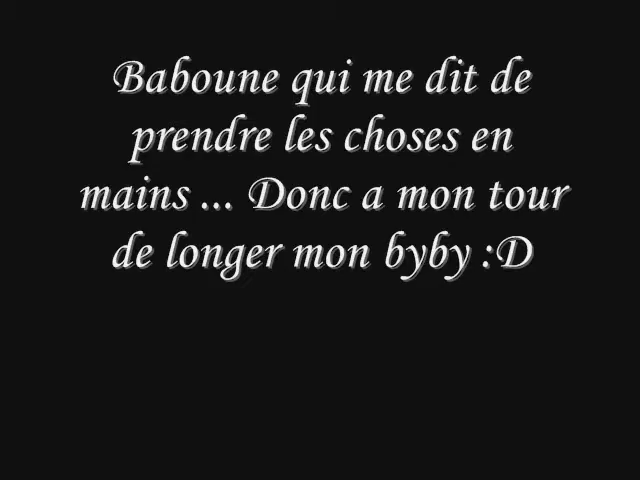 Baboune qui me dit de
prendre les choses en
mains ... Donc a mon tour
de longer mon byby :D